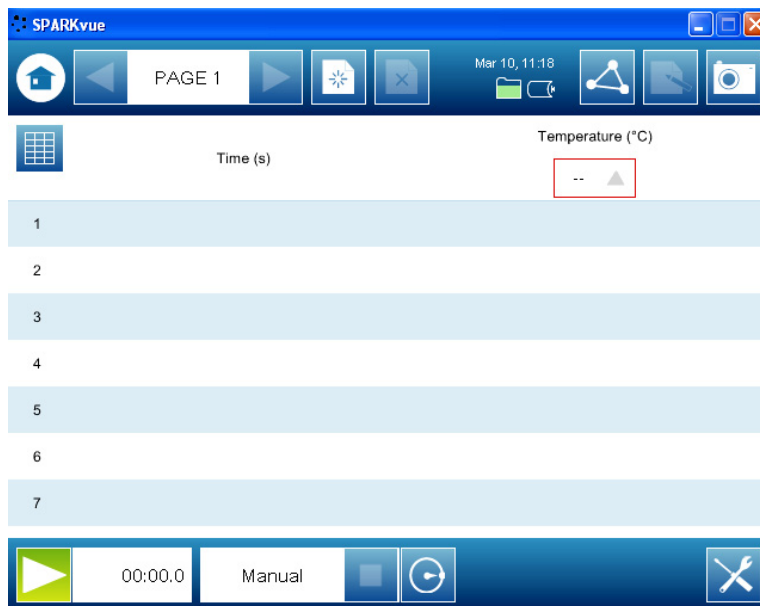 SPARKvue
PAGE 1
Mar 10, 11:18
Time (s)
Temperature (°C)
--
1
2
3
4
5
6
7
00:00.0
Manual